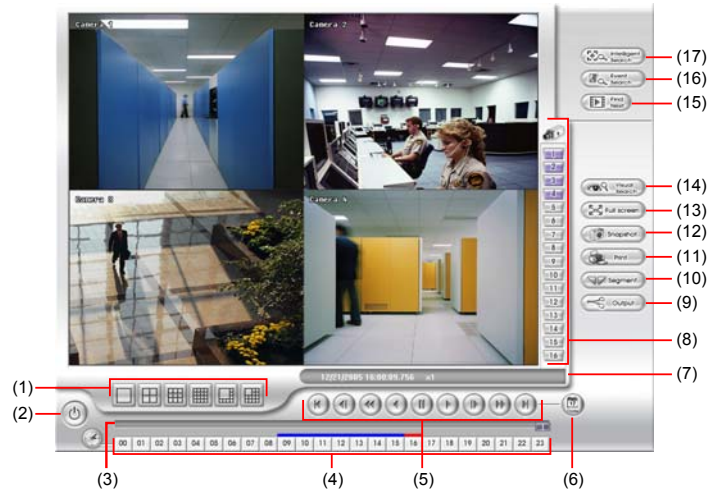 Camera 1
Camera 2
Camera 3
Camera 4
Intelligent Search
(17)
Event Search
(16)
Find Next
(15)
1
2
3
4
5
6
7
8
9
10
11
12
13
14
15
16
Visual Search
(14)
Full screen
(13)
Snapshot
(12)
Print
(11)
Segment
(10)
Output
(9)
(8)
12/21/2005 16:00:09.756 x1
(7)
(1)
(2)
00 01 02 03 04 05 06 07 08 09 10 11 12 13 14 15 16 17 18 19 20 21 22 23
(3)
(4)
(5)
(6)